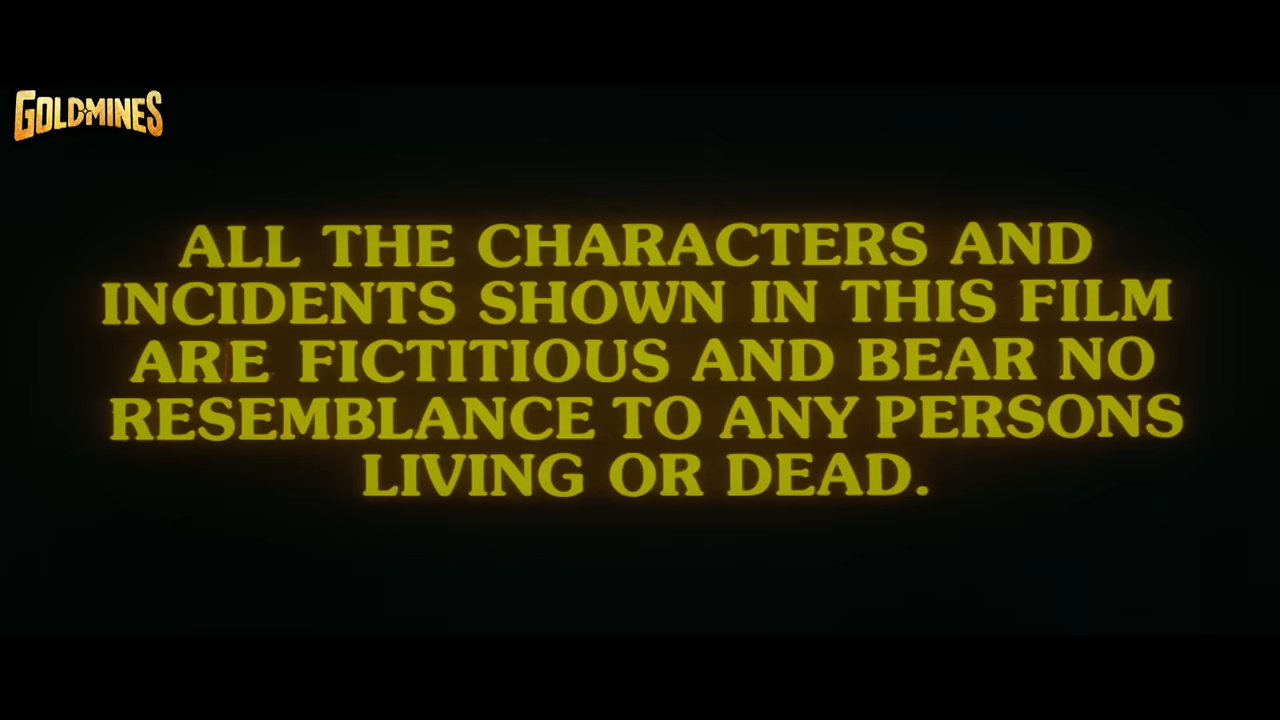 GOLDMINES
ALL THE CHARACTERS AND
INCIDENTS SHOWN IN THIS FILM
ARE FICTITIOUS AND BEAR NO
RESEMBLANCE TO ANY PERSONS
LIVING OR DEAD.